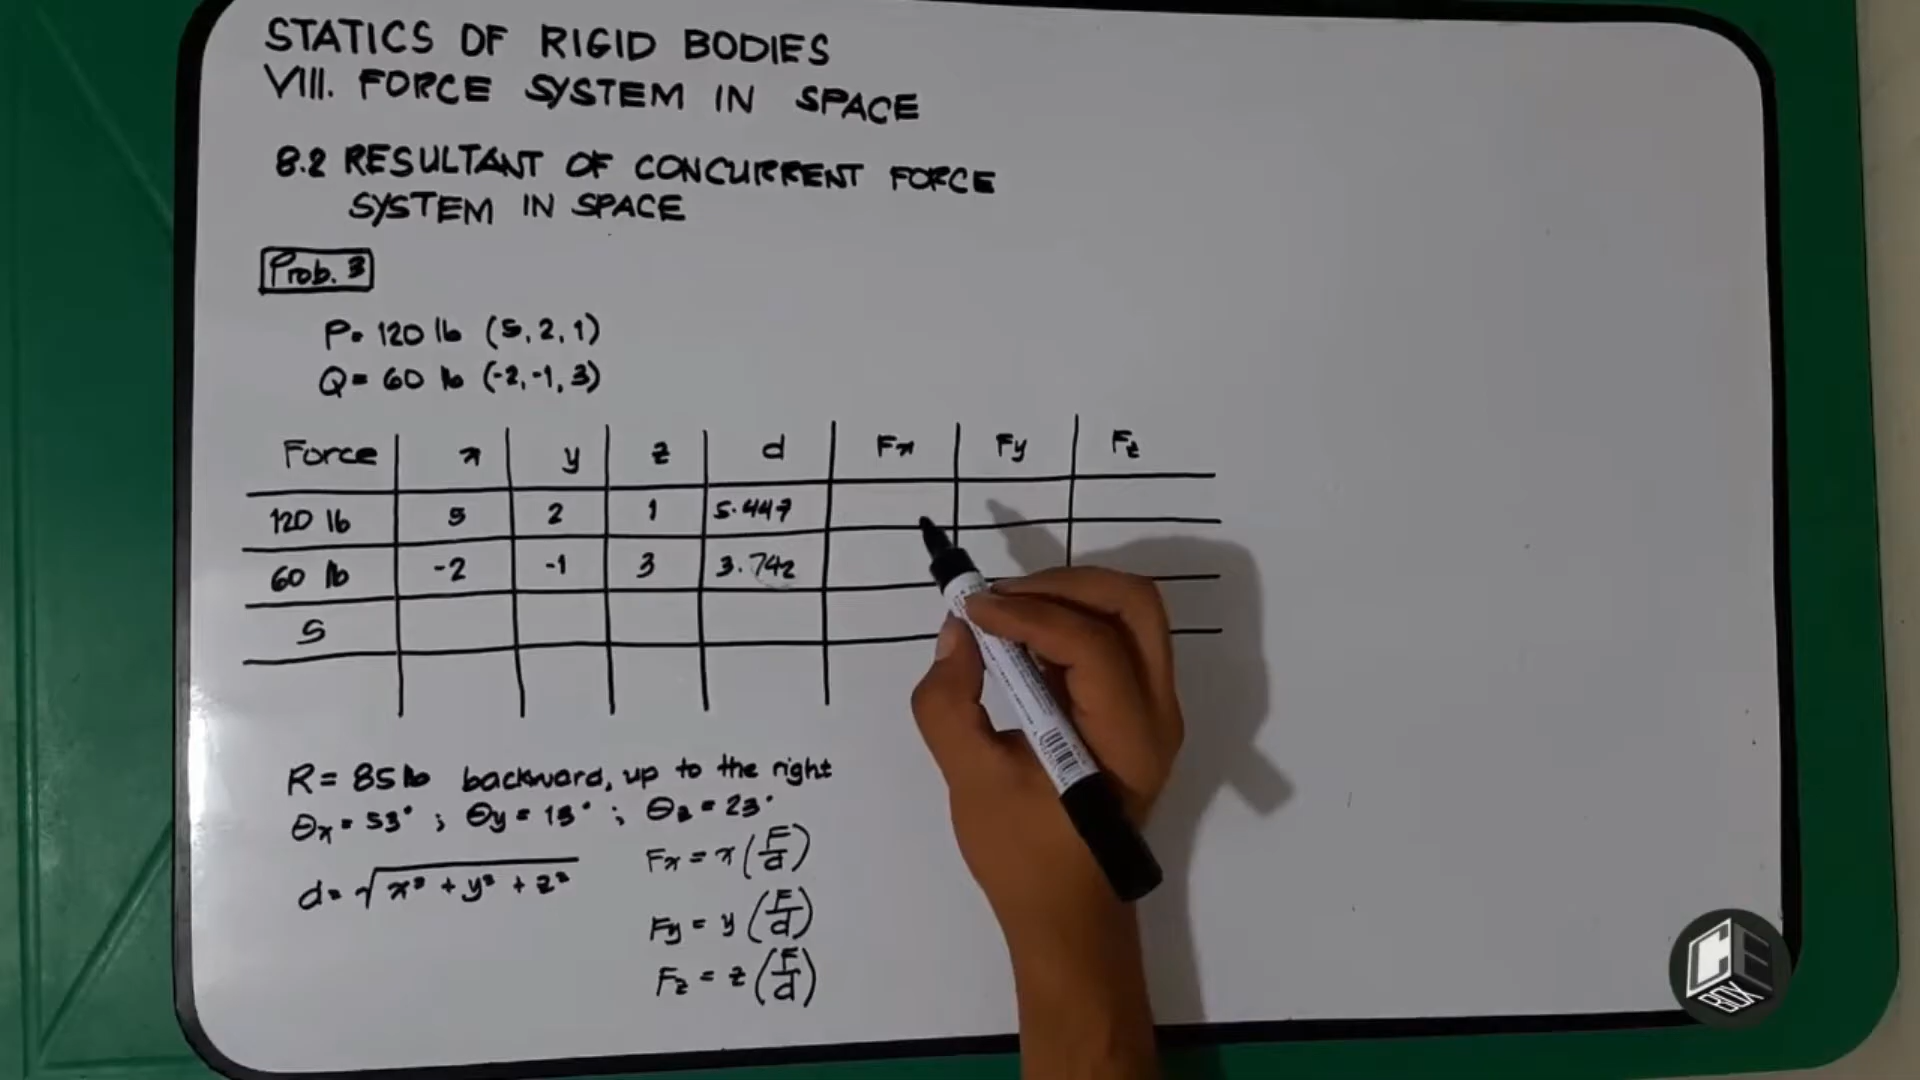 STATICS OF RIGID BODIES
VIII. FORCE SYSTEM IN SPACE
8.2 RESULTANT OF CONCURRENT FORCE
SYSTEM IN SPACE
Prob. 3
P= 120 lb (5, 2, 1)
Q= 60 lb (-2, -1, 3)
Force x y z d Fx Fy Fz
120 lb 5 2 1 5.447
60 lb -2 -1 3 3.742
S
R = 85 lb backward, up to the right
θx = 53° ; θy = 13° ; θz = 23°
d= √x² + y² + z²
Fx = x (F/d)
Fy = y (F/d)
Fz = z (F/d)
CE
BOX